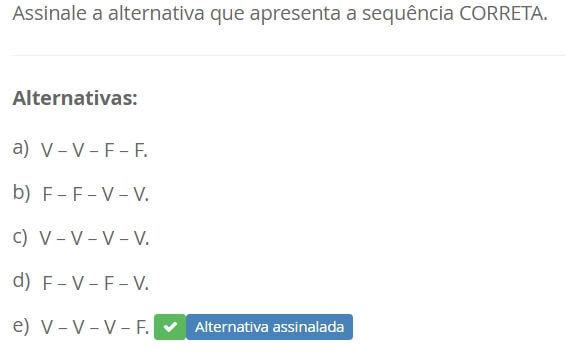 Assinale a alternativa que apresenta a sequência CORRETA.
Alternativas:
a) V – V – F – F.
b) F – F – V – V.
c) V – V – V – V.
d) F – V – F – V.
e) V – V – V – F. Alternativa assinalada